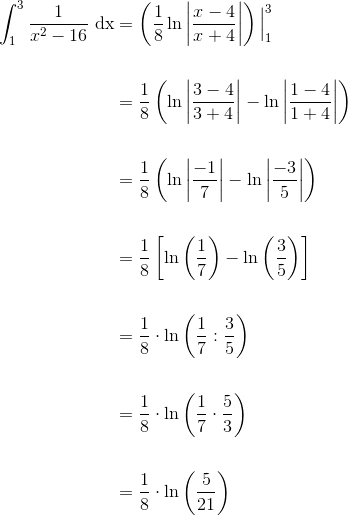 ∫₁³ 1/(x² − 16) dx = (1/8 ln |(x − 4)/(x + 4)|) |₁³
= 1/8 (ln |(3 − 4)/(3 + 4)| − ln |(1 − 4)/(1 + 4)|)
= 1/8 (ln |−1/7| − ln |−3/5|)
= 1/8 [ln (1/7) − ln (3/5)]
= 1/8 · ln (1/7 : 3/5)
= 1/8 · ln (1/7 · 5/3)
= 1/8 · ln (5/21)